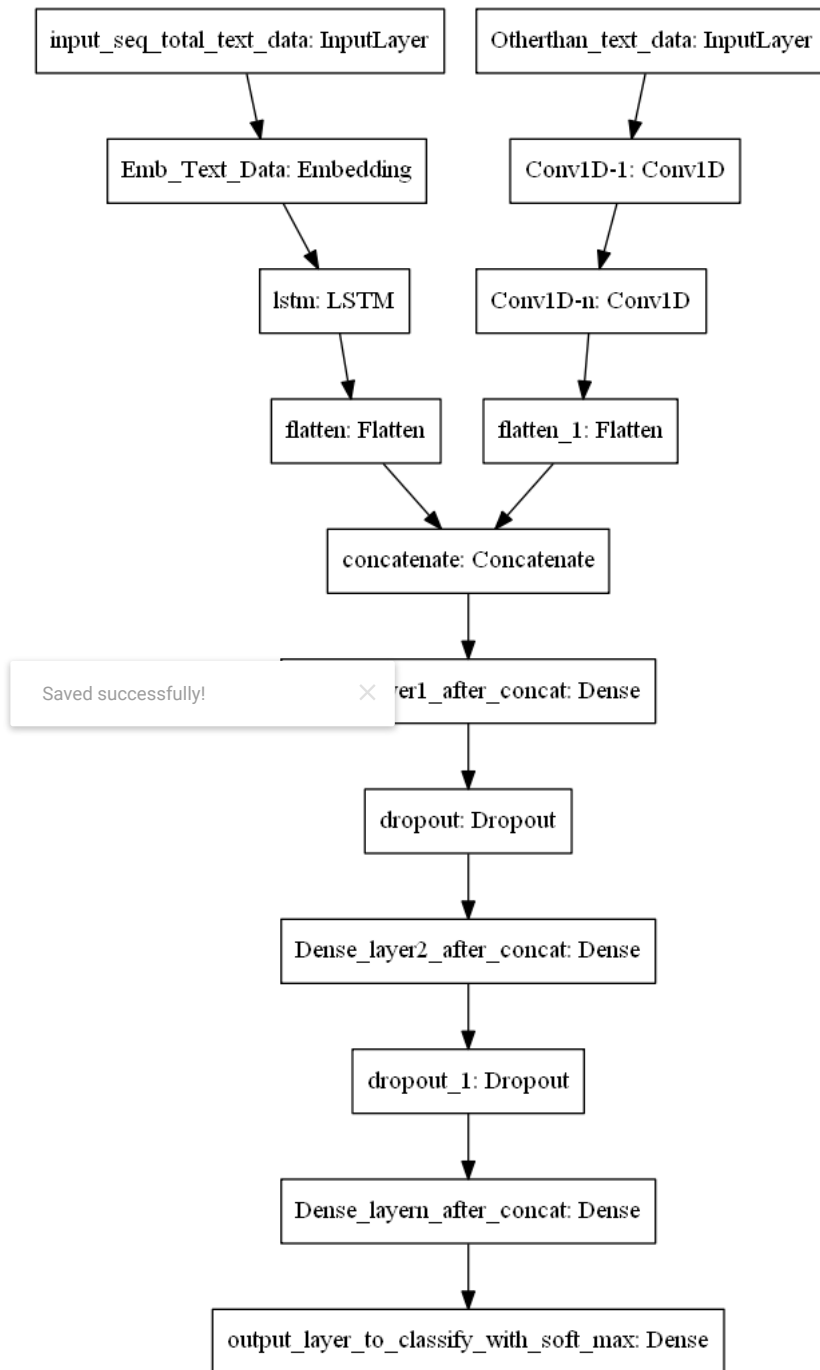 input_seq_total_text_data: InputLayer
Otherthan_text_data: InputLayer
Emb_Text_Data: Embedding
Conv1D-1: Conv1D
lstm: LSTM
Conv1D-n: Conv1D
flatten: Flatten
flatten_1: Flatten
concatenate: Concatenate
Saved successfully!
yer1_after_concat: Dense
dropout: Dropout
Dense_layer2_after_concat: Dense
dropout_1: Dropout
Dense_layern_after_concat: Dense
output_layer_to_classify_with_soft_max: Dense